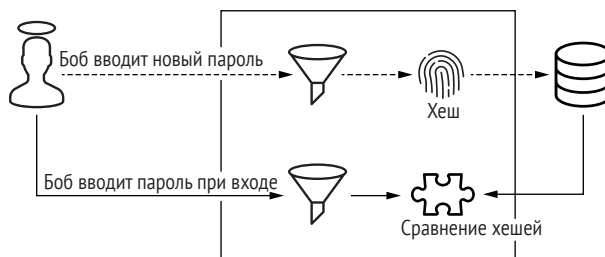 Боб вводит новый пароль
Хеш
Боб вводит пароль при входе
Сравнение хешей